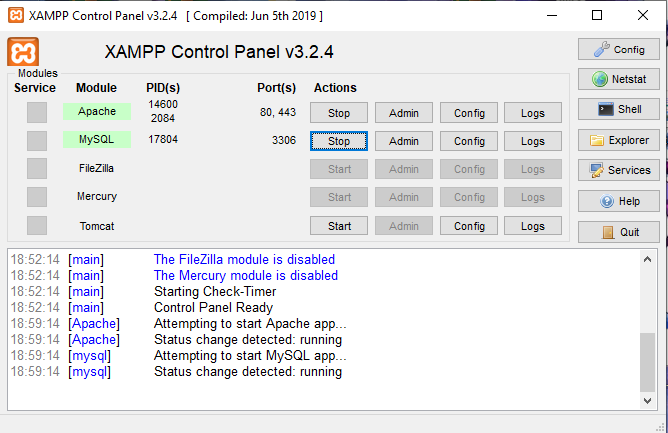 XAMPP Control Panel v3.2.4 [ Compiled: Jun 5th 2019 ]
XAMPP Control Panel v3.2.4
Config
Modules
Service Module PID(s) Port(s) Actions
Netstat
Apache 14600 2084 80, 443 Stop Admin Config Logs
Shell
MySQL 17804 3306 Stop Admin Config Logs
Explorer
FileZilla Start Admin Config Logs
Services
Mercury Start Admin Config Logs
Help
Tomcat Start Admin Config Logs
Quit
18:52:14 [main] The FileZilla module is disabled
18:52:14 [main] The Mercury module is disabled
18:52:14 [main] Starting Check-Timer
18:52:14 [main] Control Panel Ready
18:59:14 [Apache] Attempting to start Apache app...
18:59:14 [Apache] Status change detected: running
18:59:14 [mysql] Attempting to start MySQL app...
18:59:14 [mysql] Status change detected: running